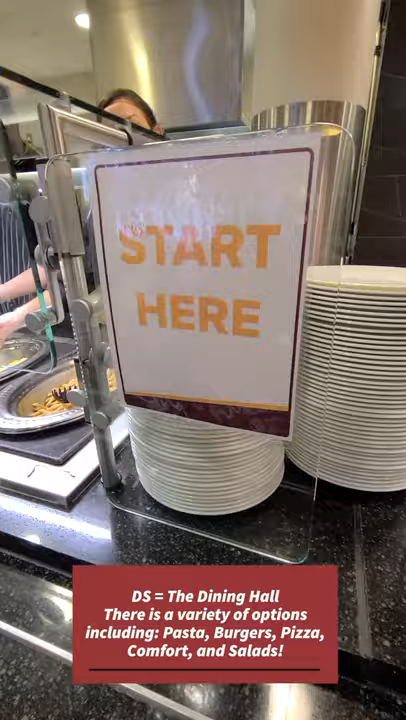 START
HERE
DS = The Dining Hall
There is a variety of options
including: Pasta, Burgers, Pizza,
Comfort, and Salads!